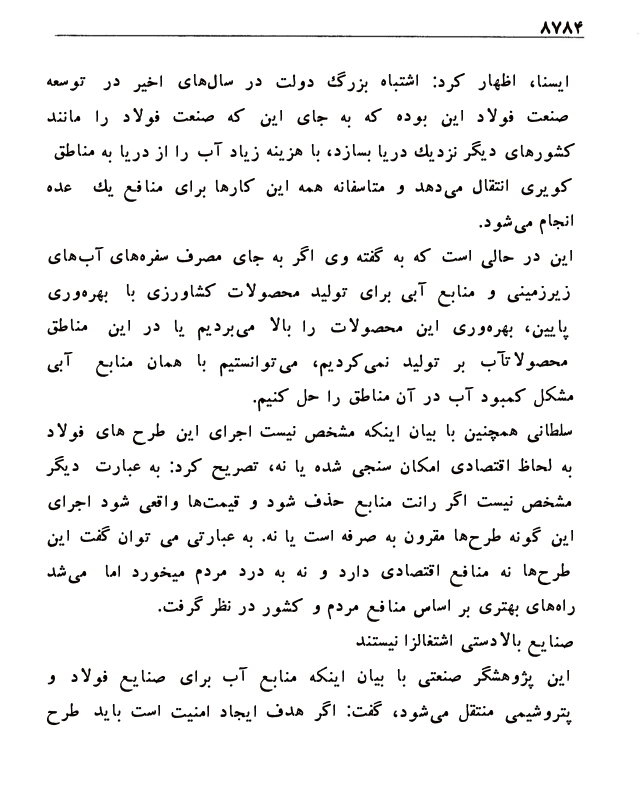 ۸۷۸۴
ایسنا، اظهار کرد: اشتباه بزرگ دولت در سال‌های اخیر در توسعه
صنعت فولاد این بوده که به جای این که صنعت فولاد را مانند
کشورهای دیگر نزدیك دریا بسازد، با هزینه زیاد آب را از دریا به مناطق
کویری انتقال می‌دهد و متاسفانه همه این کارها برای منافع یك عده
انجام می‌شود.
این در حالی است که به گفته وی اگر به جای مصرف سفره‌های آب‌های
زیرزمینی و منابع آبی برای تولید محصولات کشاورزی با بهره‌وری
پایین، بهره‌وری این محصولات را بالا می‌بردیم یا در این مناطق
محصولاتآب بر تولید نمی‌کردیم، می‌توانستیم با همان منابع آبی
مشکل کمبود آب در آن مناطق را حل کنیم.
سلطانی همچنین با بیان اینکه مشخص نیست اجرای این طرح های فولاد
به لحاظ اقتصادی امکان سنجی شده یا نه، تصریح کرد: به عبارت دیگر
مشخص نیست اگر رانت منابع حذف شود و قیمت‌ها واقعی شود اجرای
این گونه طرح‌ها مقرون به صرفه است یا نه. به عبارتی می توان گفت این
طرح‌ها نه منافع اقتصادی دارد و نه به درد مردم میخورد اما می‌شد
راه‌های بهتری بر اساس منافع مردم و کشور در نظر گرفت.
صنایع بالادستی اشتغالزا نیستند
این پژوهشگر صنعتی با بیان اینکه منابع آب برای صنایع فولاد و
پتروشیمی منتقل می‌شود، گفت: اگر هدف ایجاد امنیت است باید طرح